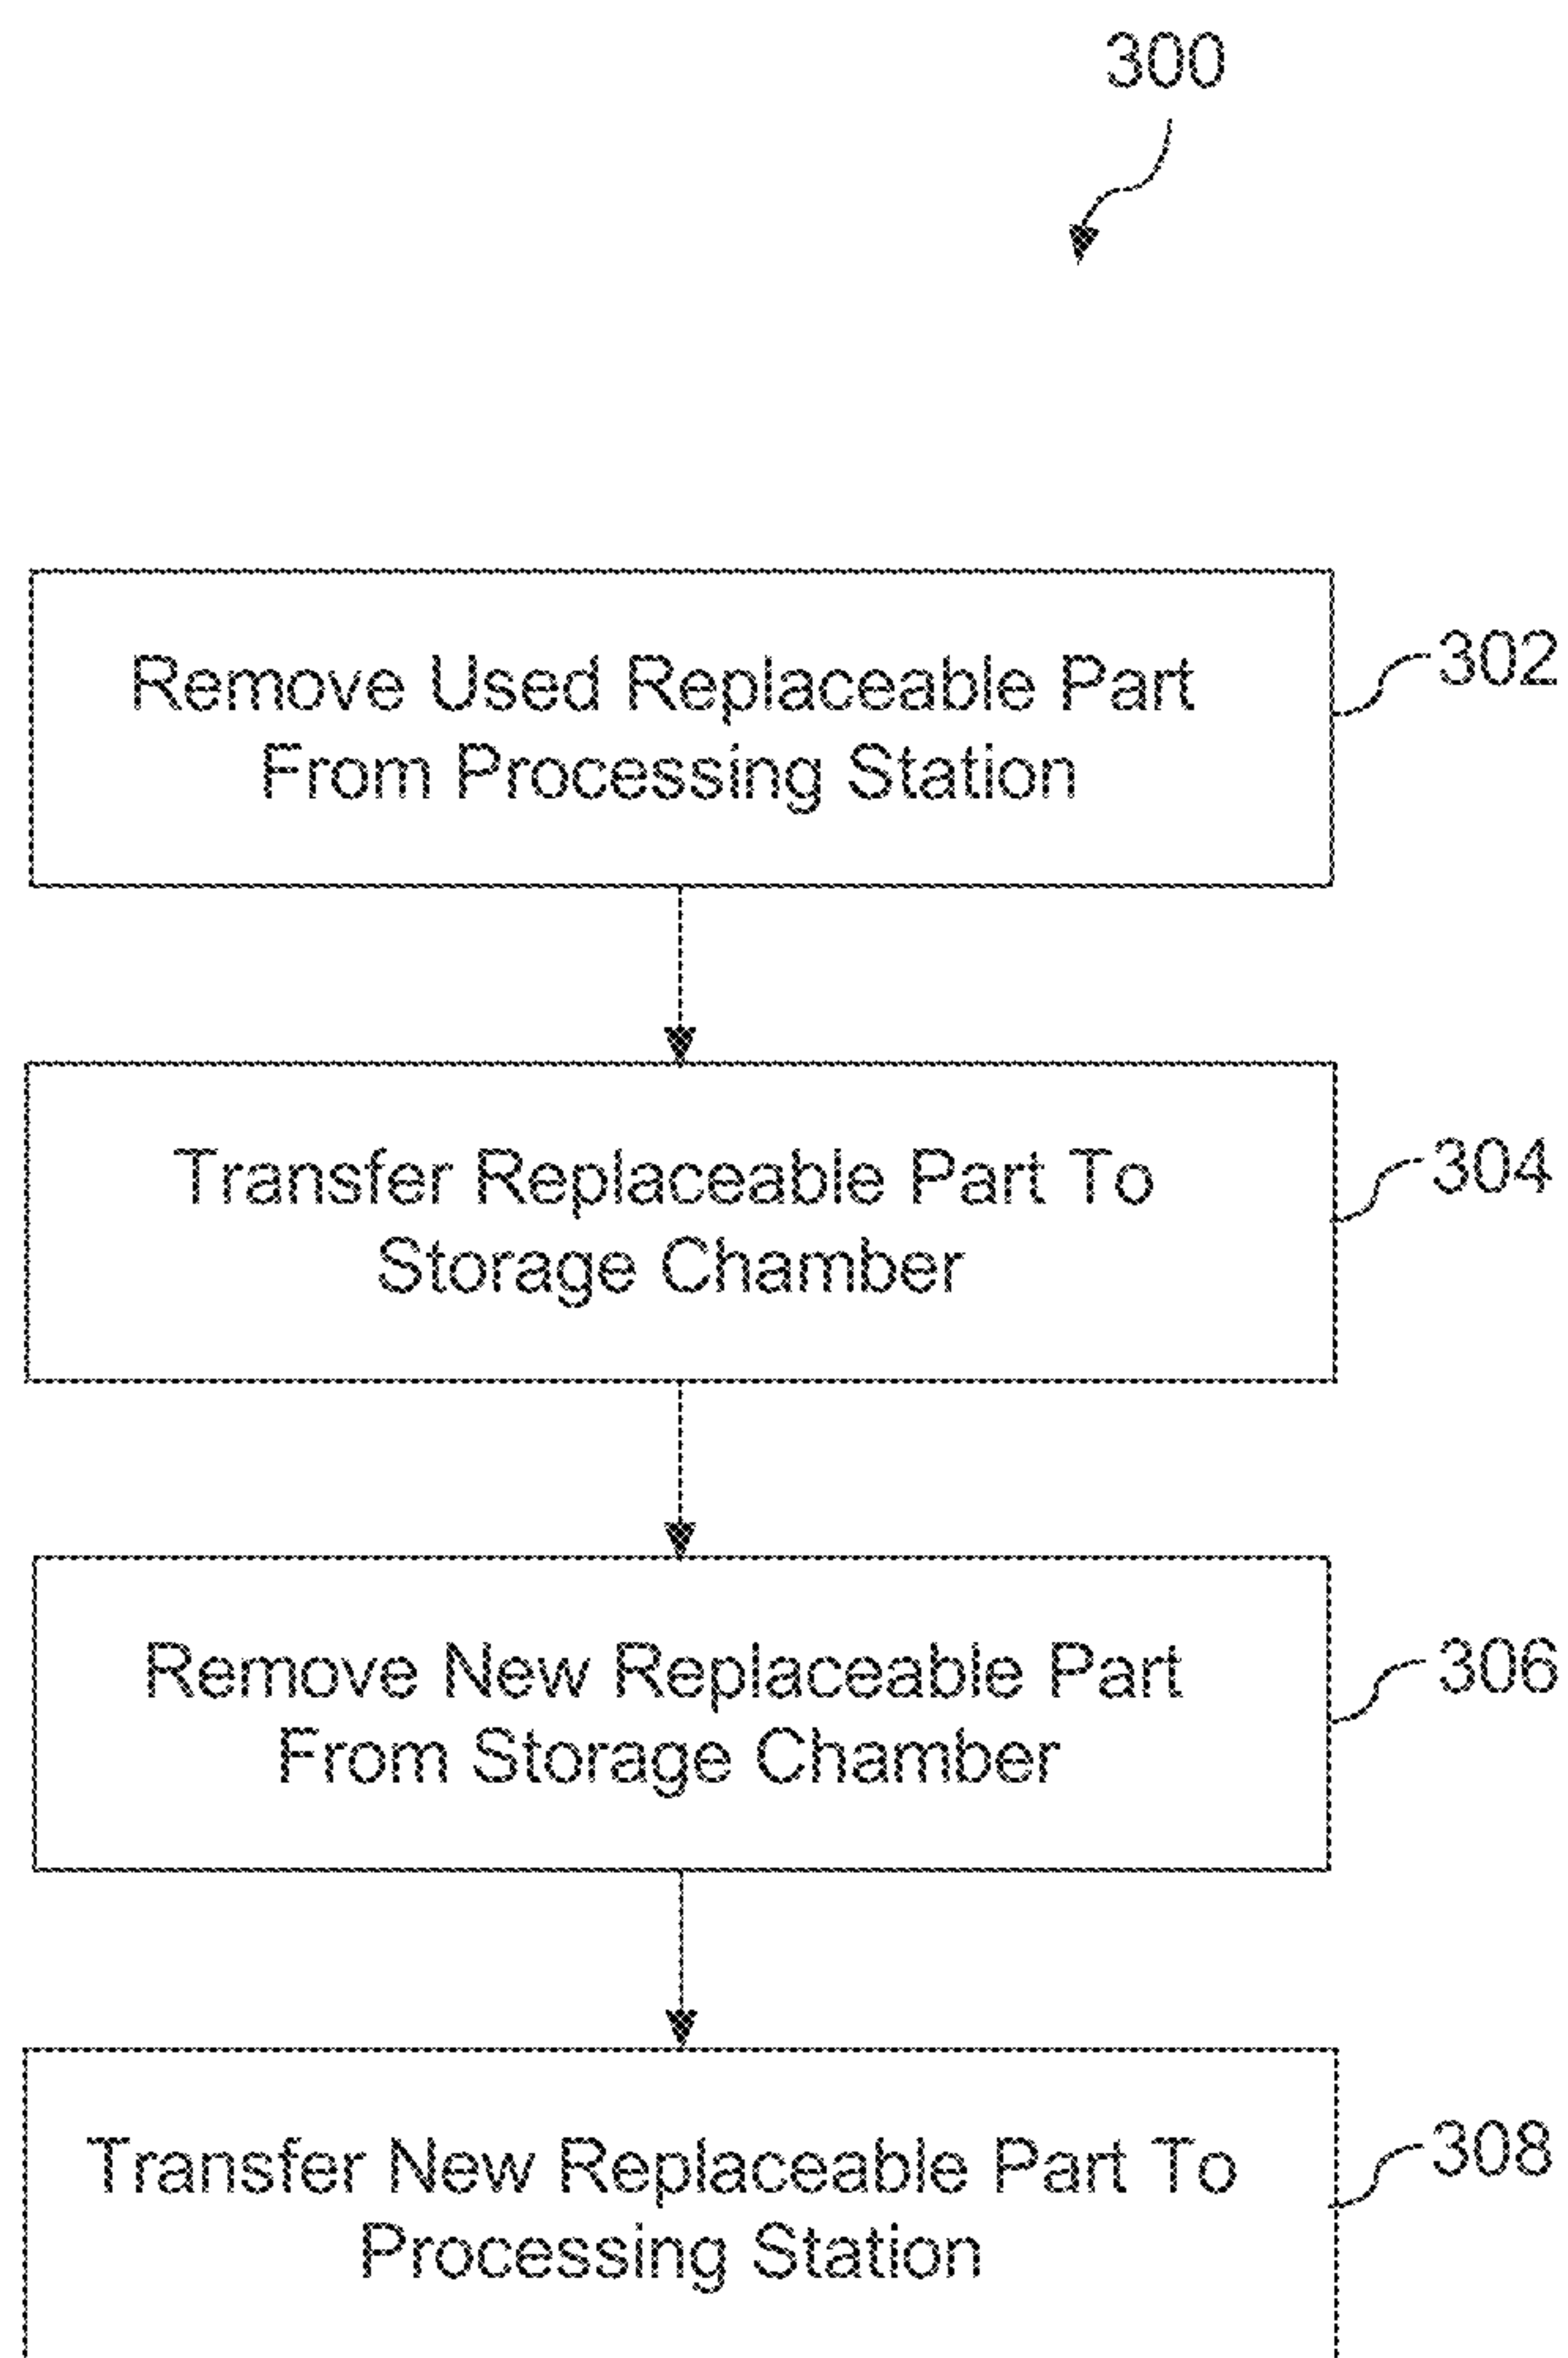 300
Remove Used Replaceable Part
From Processing Station
302
Transfer Replaceable Part To
Storage Chamber
304
Remove New Replaceable Part
From Storage Chamber
306
Transfer New Replaceable Part To
Processing Station
308